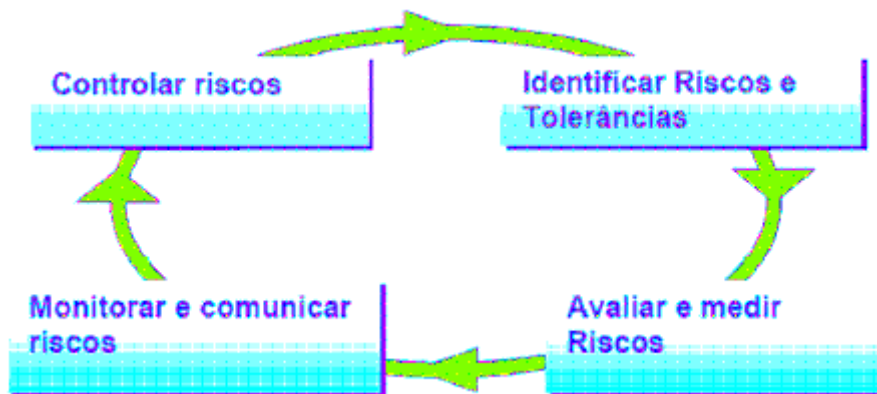 Controlar riscos
Identificar Riscos e
Tolerâncias
Monitorar e comunicar
riscos
Avaliar e medir
Riscos